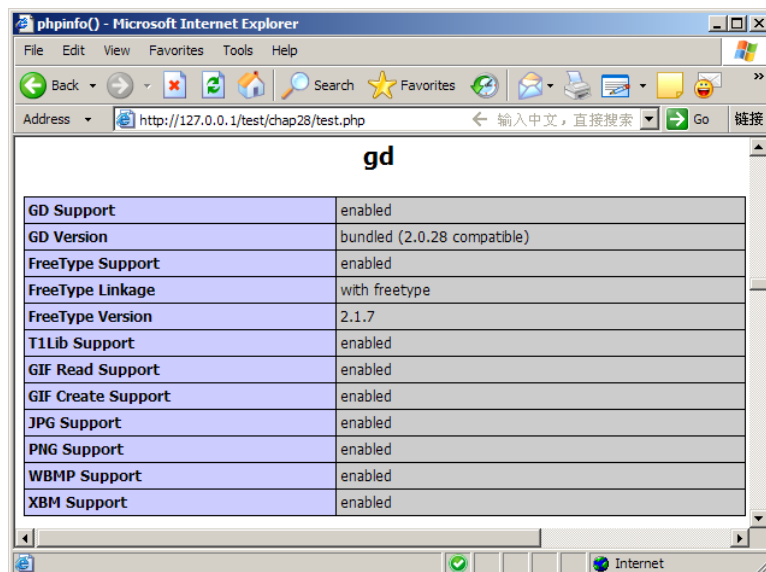 phpinfo() - Microsoft Internet Explorer
File Edit View Favorites Tools Help
Back Search Favorites »
Address http://127.0.0.1/test/chap28/test.php ← 输入中文，直接搜索 Go 链接
gd
GD Support enabled
GD Version bundled (2.0.28 compatible)
FreeType Support enabled
FreeType Linkage with freetype
FreeType Version 2.1.7
T1Lib Support enabled
GIF Read Support enabled
GIF Create Support enabled
JPG Support enabled
PNG Support enabled
WBMP Support enabled
XBM Support enabled
Internet